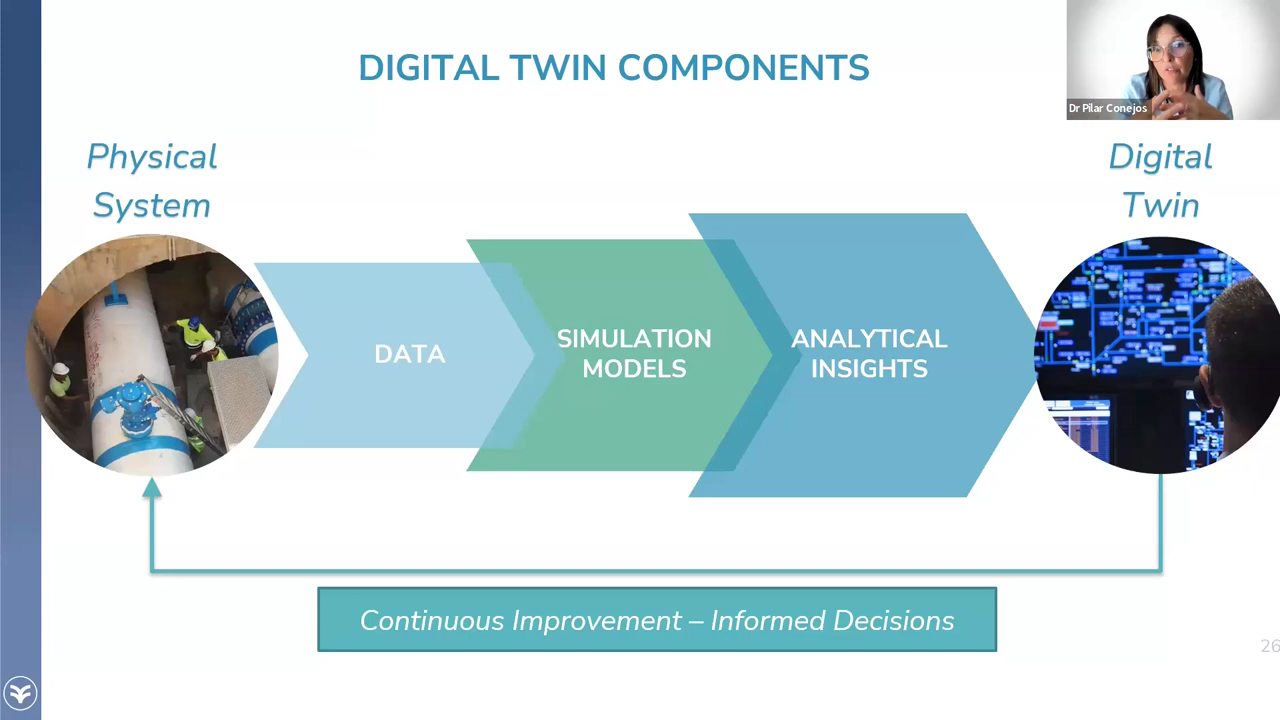 DIGITAL TWIN COMPONENTS
Dr Pilar Conejos
Physical
System
Digital
Twin
DATA
SIMULATION
MODELS
ANALYTICAL
INSIGHTS
Continuous Improvement – Informed Decisions
26